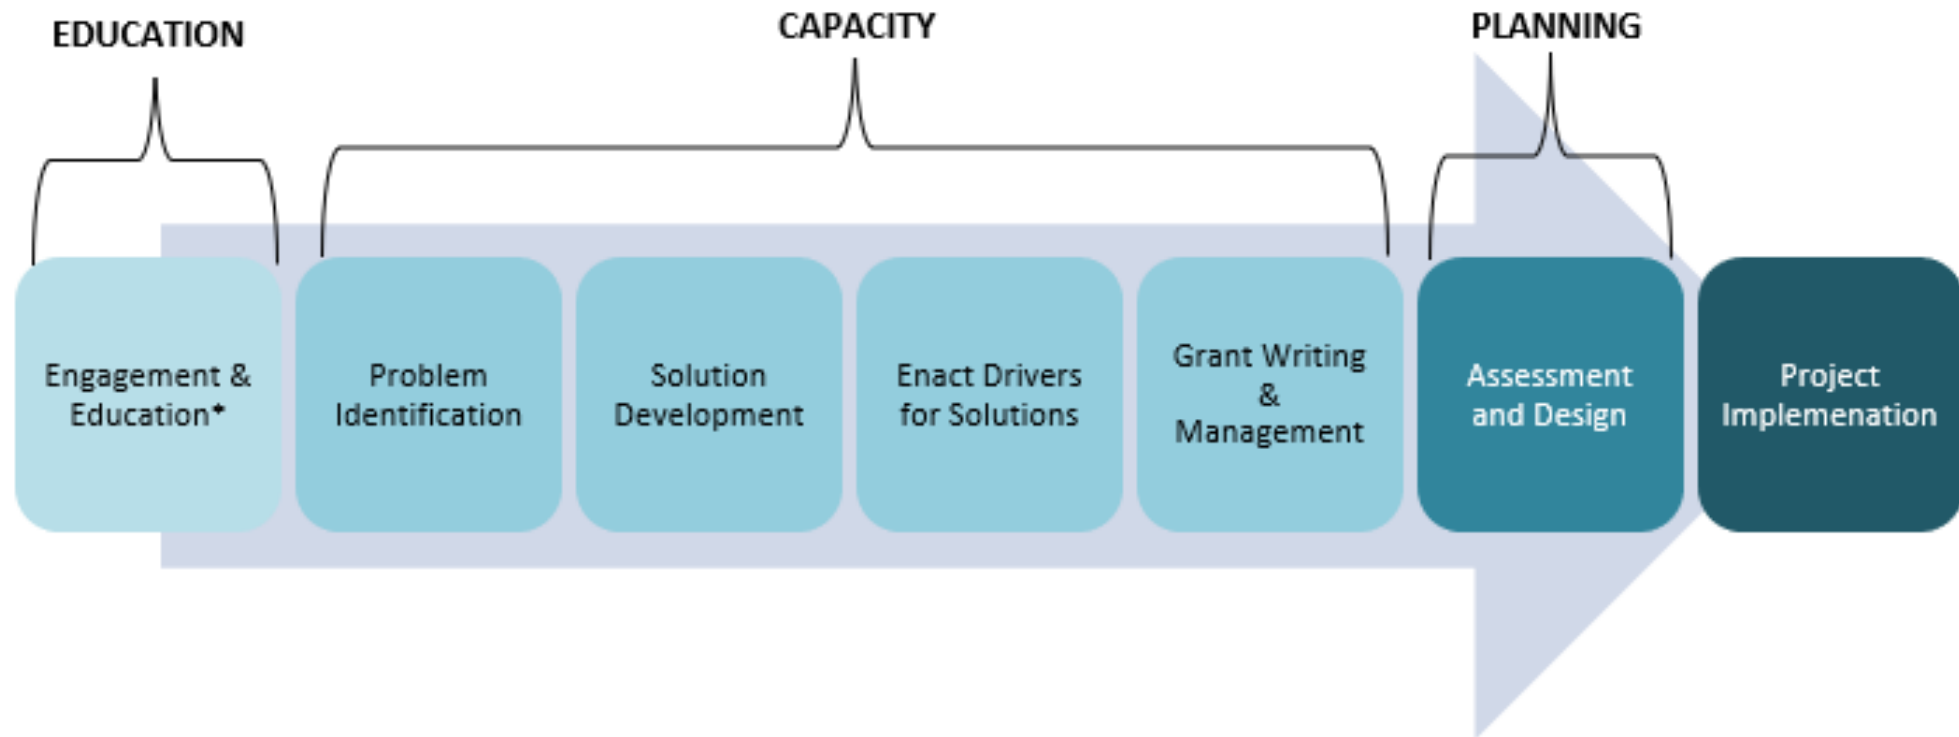 EDUCATION
CAPACITY
PLANNING
Engagement &
Education*
Problem
Identification
Solution
Development
Enact Drivers
for Solutions
Grant Writing
&
Management
Assessment
and Design
Project
Implemenation